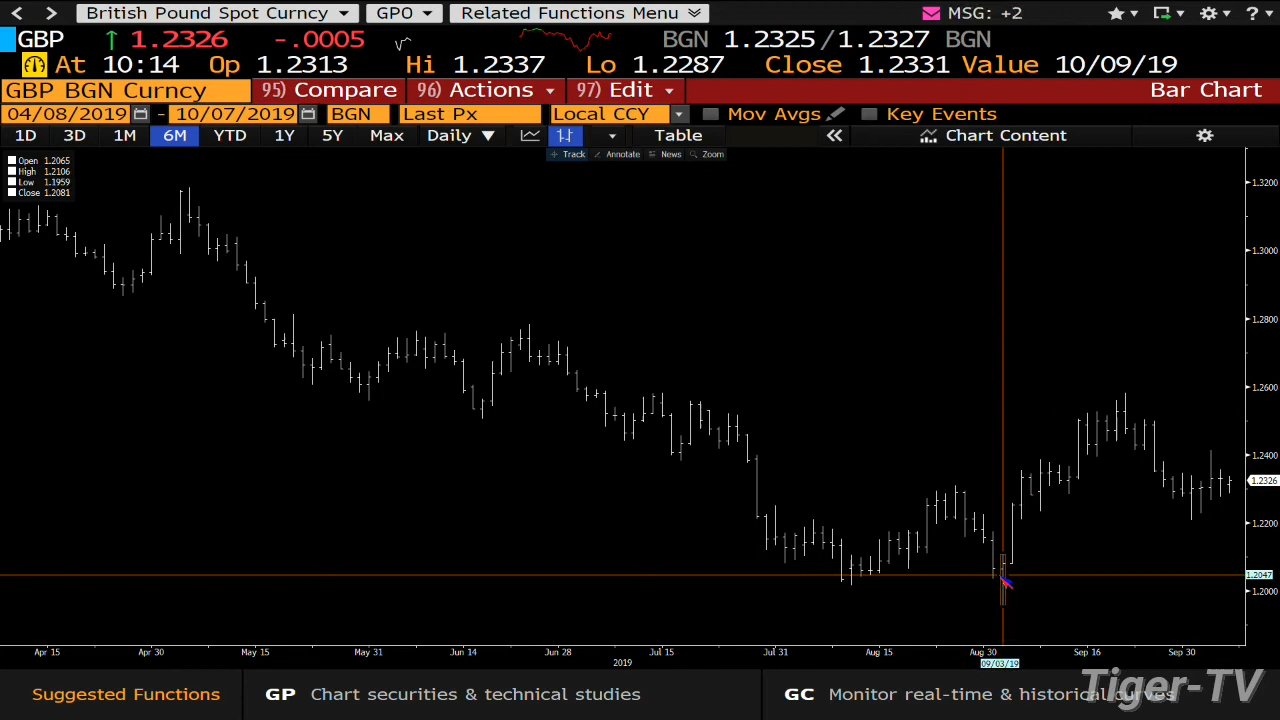 British Pound Spot Curncy GPO Related Functions Menu MSG: +2 ?
GBP ↑ 1.2326 -.0005 BGN 1.2325/1.2327 BGN
At 10:14 Op 1.2313 Hi 1.2337 Lo 1.2287 Close 1.2331 Value 10/09/19
GBP BGN Curncy 95) Compare 96) Actions 97) Edit Bar Chart
04/08/2019 - 10/07/2019 BGN Last Px Local CCY Mov Avgs Key Events
1D 3D 1M 6M YTD 1Y 5Y Max Daily ▼ Table « Chart Content
Track Annotate News Zoom
Open 1.2065
High 1.2106
Low 1.1959
Close 1.2081
1.3200
1.3000
1.2800
1.2600
1.2400
1.2326
1.2200
1.2047
1.2000
Apr 15 Apr 30 May 15 May 31 Jun 14 Jun 28 Jul 15 Jul 31 Aug 15 Aug 30 Sep 16 Sep 30
2019 09/03/19
Suggested Functions GP Chart securities & technical studies GC Monitor real-time & historical curves
Tiger-TV